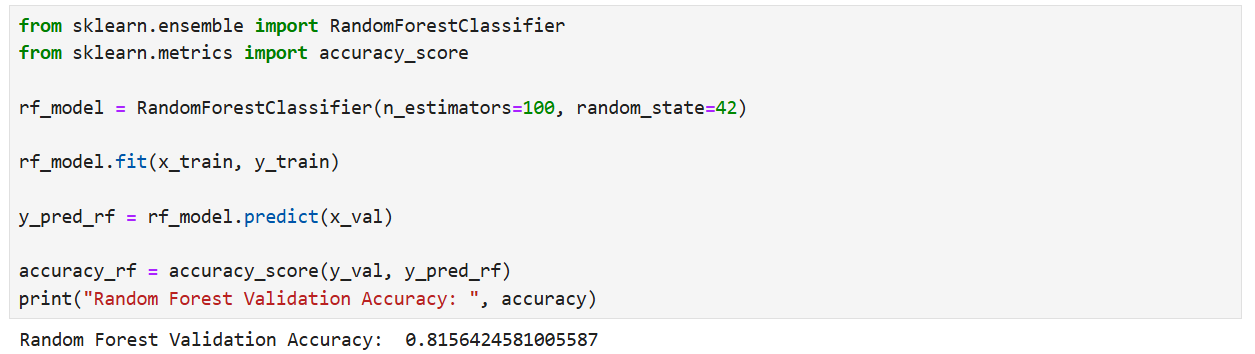 from sklearn.ensemble import RandomForestClassifier
from sklearn.metrics import accuracy_score
rf_model = RandomForestClassifier(n_estimators=100, random_state=42)
rf_model.fit(x_train, y_train)
y_pred_rf = rf_model.predict(x_val)
accuracy_rf = accuracy_score(y_val, y_pred_rf)
print("Random Forest Validation Accuracy: ", accuracy)
Random Forest Validation Accuracy:  0.8156424581005587